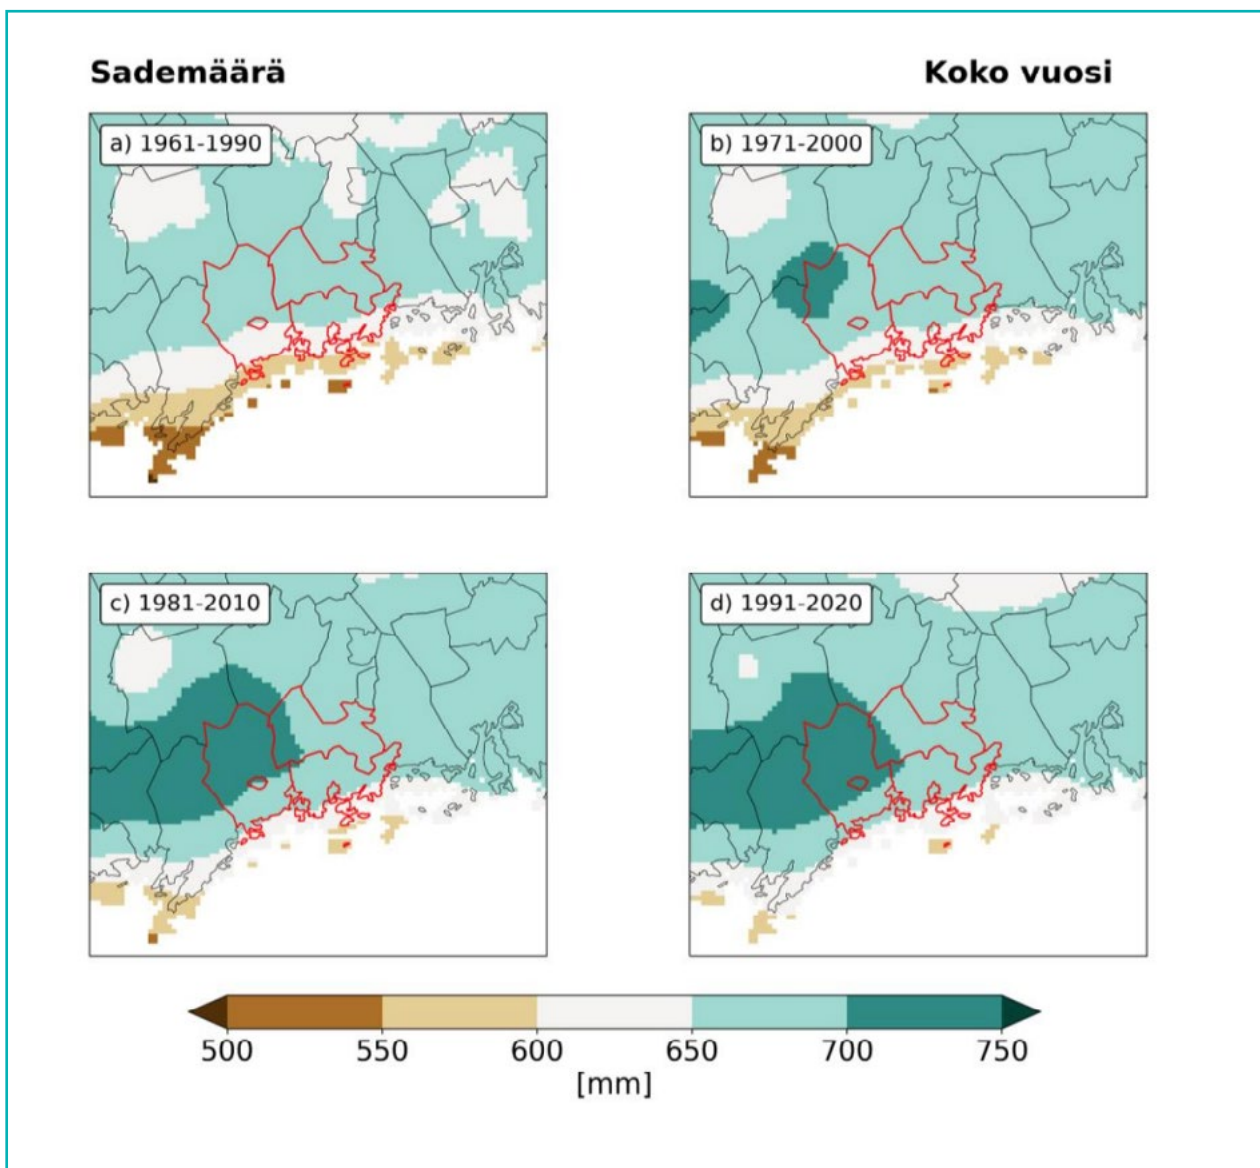 Sademäärä Koko vuosi
a) 1961-1990
b) 1971-2000
c) 1981-2010
d) 1991-2020
500 550 600 650 700 750
[mm]